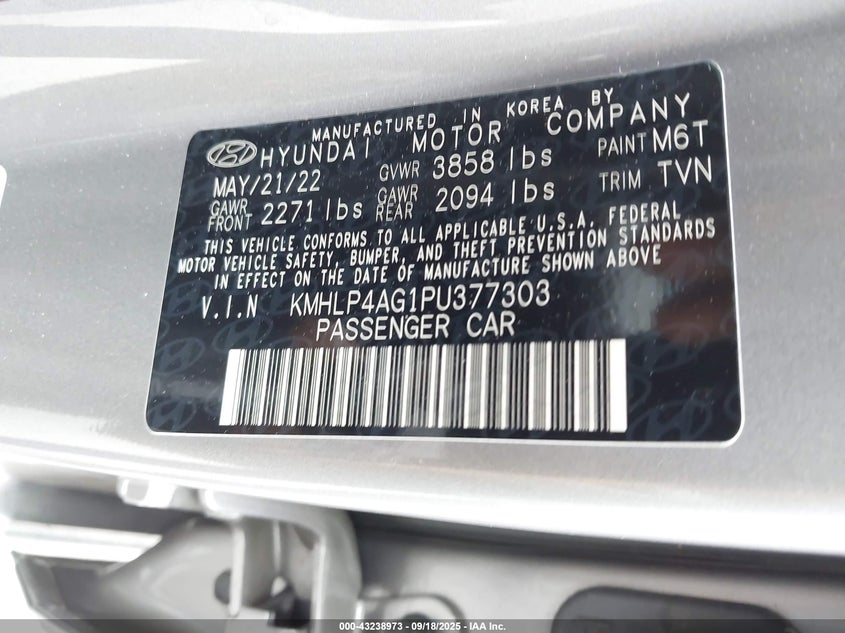 MANUFACTURED IN KOREA BY
HYUNDAI MOTOR COMPANY
MAY/21/22 GVWR 3858 lbs PAINT M6T
GAWR FRONT 2271 lbs GAWR REAR 2094 lbs TRIM TVN
THIS VEHICLE CONFORMS TO ALL APPLICABLE U.S.A. FEDERAL
MOTOR VEHICLE SAFETY, BUMPER, AND THEFT PREVENTION STANDARDS
IN EFFECT ON THE DATE OF MANUFACTURE SHOWN ABOVE
V.I.N KMHLP4AG1PU377303
PASSENGER CAR
000-43238973 | 09/18/2025 | IAA Inc.